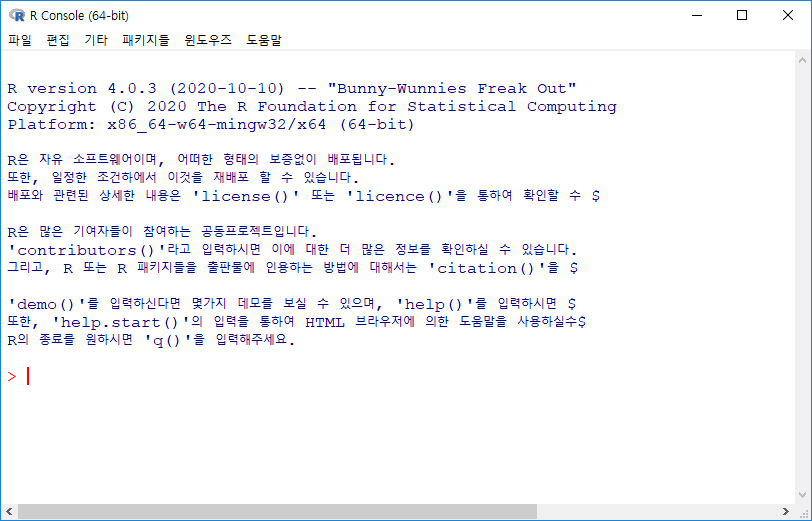 R Console (64-bit)
파일 편집 기타 패키지들 윈도우즈 도움말
R version 4.0.3 (2020-10-10) -- "Bunny-Wunnies Freak Out"
Copyright (C) 2020 The R Foundation for Statistical Computing
Platform: x86_64-w64-mingw32/x64 (64-bit)
R은 자유 소프트웨어이며, 어떠한 형태의 보증없이 배포됩니다.
또한, 일정한 조건하에서 이것을 재배포 할 수 있습니다.
배포와 관련된 상세한 내용은 'license()' 또는 'licence()'을 통하여 확인할 수 $
R은 많은 기여자들이 참여하는 공동프로젝트입니다.
'contributors()'라고 입력하시면 이에 대한 더 많은 정보를 확인하실 수 있습니다.
그리고, R 또는 R 패키지들을 출판물에 인용하는 방법에 대해서는 'citation()'을 $
'demo()'를 입력하신다면 몇가지 데모를 보실 수 있으며, 'help()'를 입력하시면 $
또한, 'help.start()'의 입력을 통하여 HTML 브라우저에 의한 도움말을 사용하실수$
R의 종료를 원하시면 'q()'을 입력해주세요.
>